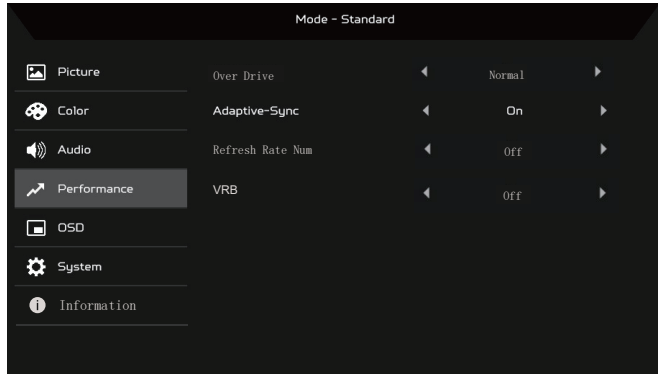 Mode - Standard
Picture
Over Drive Normal
Color
Adaptive-Sync On
Audio
Refresh Rate Num Off
Performance
VRB Off
OSD
System
Information